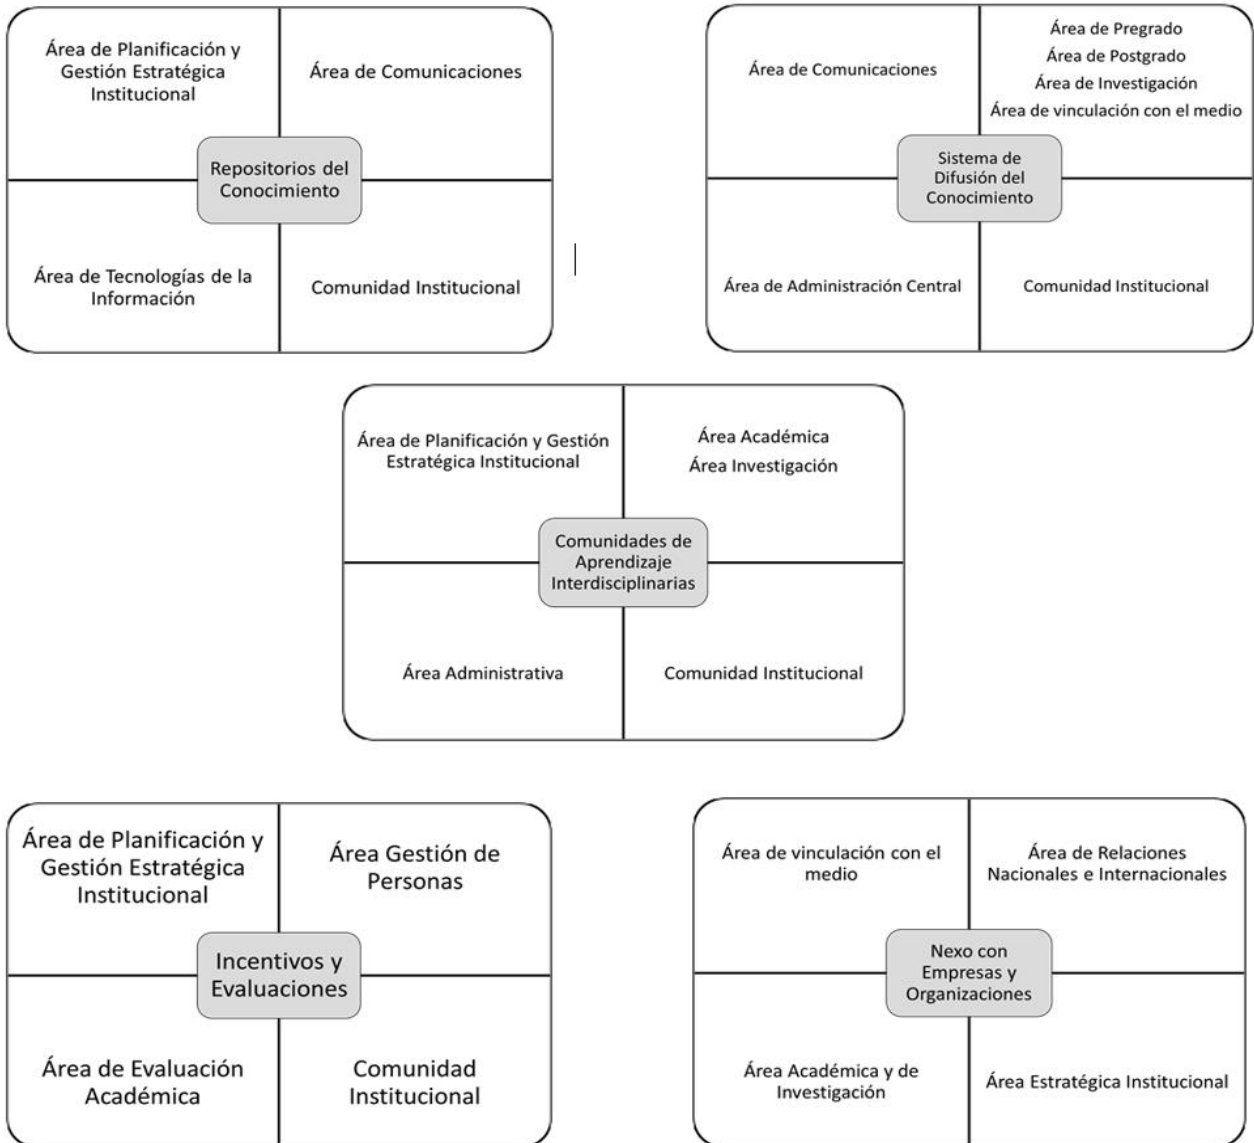 Área de Planificación y
Gestión Estratégica
Institucional
Área de Comunicaciones
Repositorios del
Conocimiento
Área de Tecnologías de la
Información
Comunidad Institucional
Área de Comunicaciones
Área de Pregrado
Área de Postgrado
Área de Investigación
Área de vinculación con el medio
Sistema de
Difusión del
Conocimiento
Área de Administración Central
Comunidad Institucional
Área de Planificación y Gestión
Estratégica Institucional
Área Académica
Área Investigación
Comunidades de
Aprendizaje
Interdisciplinarias
Área Administrativa
Comunidad Institucional
Área de Planificación y
Gestión Estratégica
Institucional
Área Gestión de
Personas
Incentivos y
Evaluaciones
Área de Evaluación
Académica
Comunidad
Institucional
Área de vinculación con el
medio
Área de Relaciones
Nacionales e Internacionales
Nexo con
Empresas y
Organizaciones
Área Académica y de
Investigación
Área Estratégica Institucional